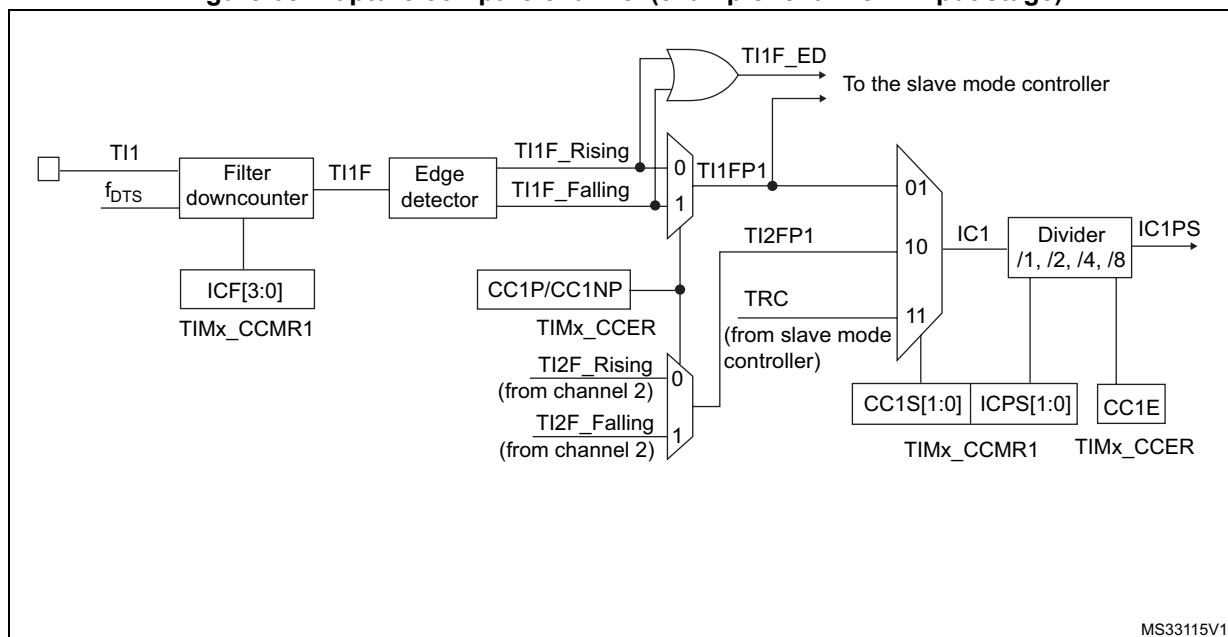 TI1F_ED
To the slave mode controller
TI1
f_DTS
Filter
downcounter
TI1F
Edge
detector
TI1F_Rising
TI1F_Falling
0
1
TI1FP1
01
TI2FP1
10
IC1
Divider
/1, /2, /4, /8
IC1PS
ICF[3:0]
TIMx_CCMR1
CC1P/CC1NP
TIMx_CCER
TRC
11
(from slave mode
controller)
TI2F_Rising
(from channel 2)
0
TI2F_Falling
(from channel 2)
1
CC1S[1:0]
ICPS[1:0]
CC1E
TIMx_CCMR1
TIMx_CCER
MS33115V1